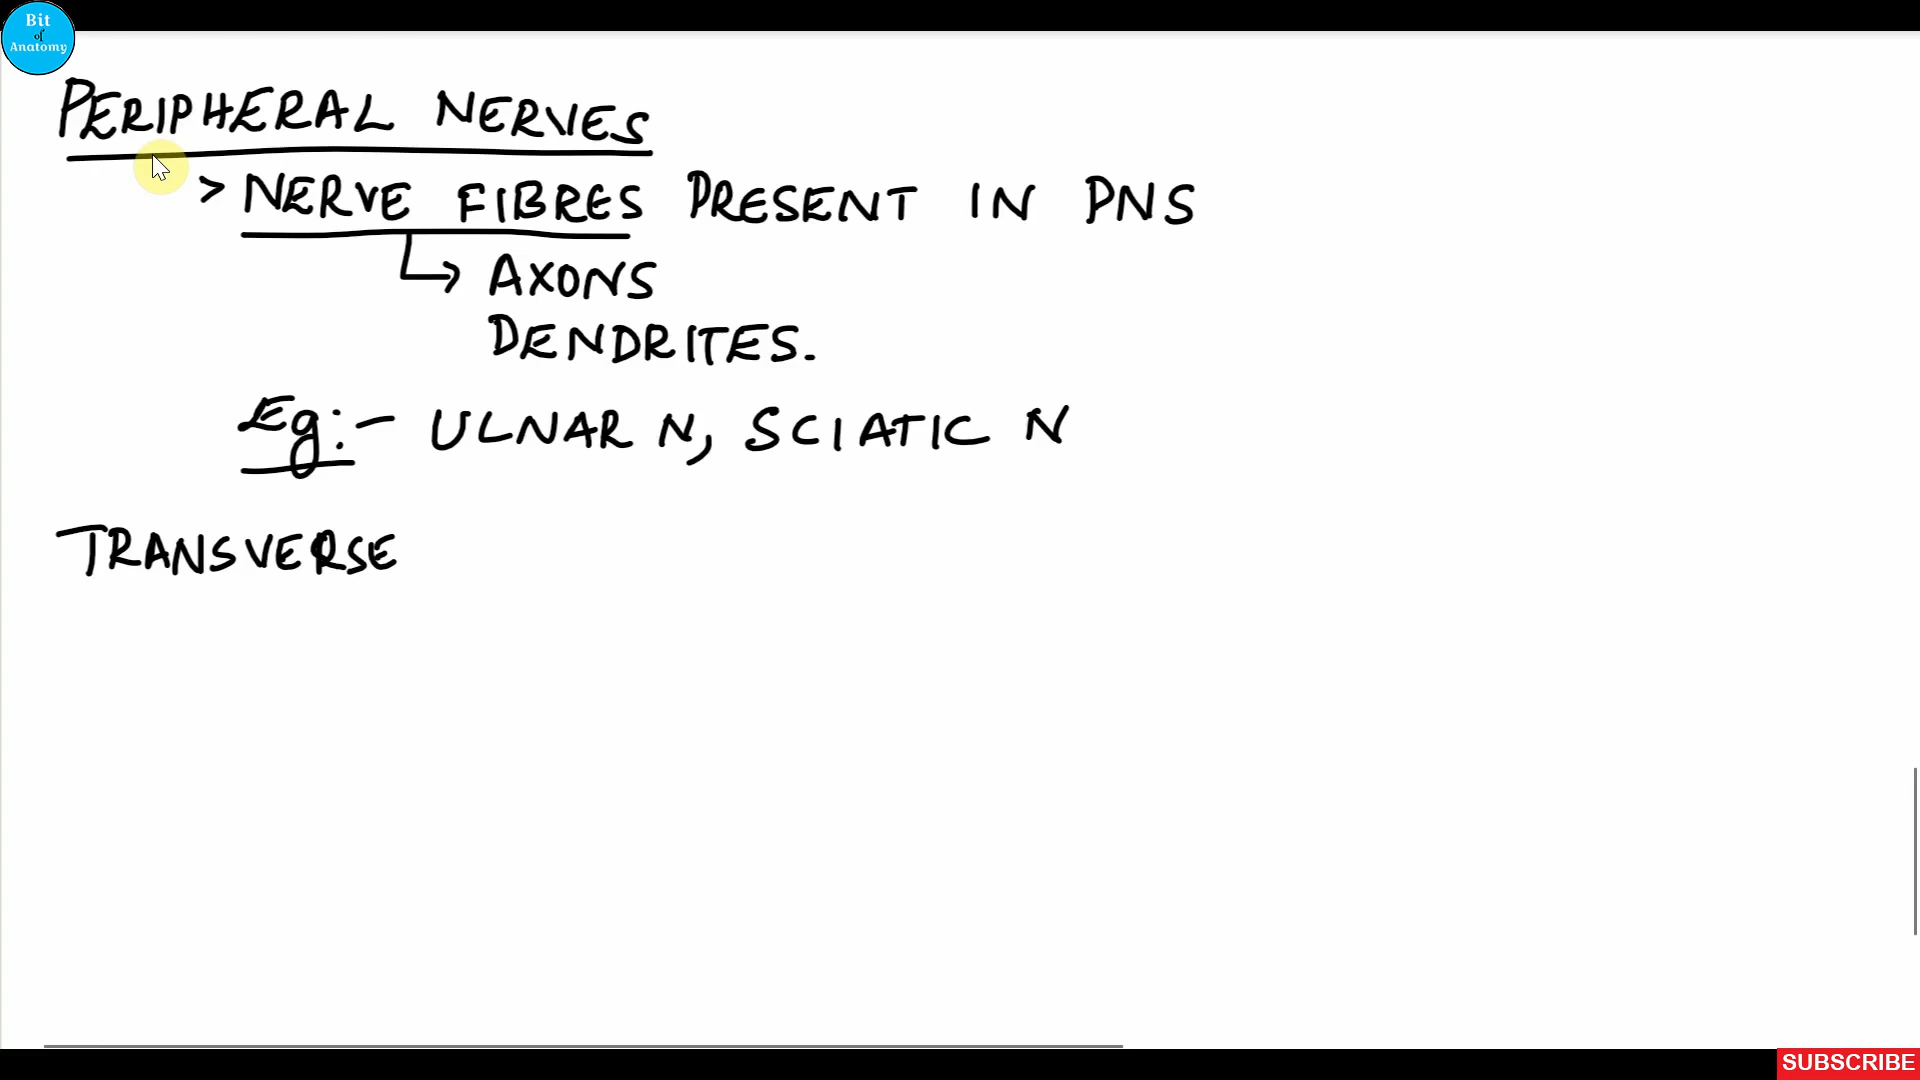 Bit
of
Anatomy
PERIPHERAL NERVES
> NERVE FIBRES PRESENT IN PNS
↳ AXONS
DENDRITES.
Eg:- ULNAR N, SCIATIC N
TRANSVERSE
SUBSCRIBE